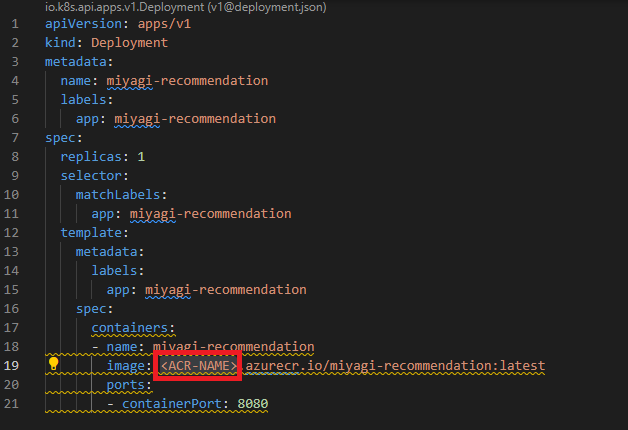 io.k8s.api.apps.v1.Deployment (v1@deployment.json)
1 apiVersion: apps/v1
2 kind: Deployment
3 metadata:
4   name: miyagi-recommendation
5   labels:
6     app: miyagi-recommendation
7 spec:
8   replicas: 1
9   selector:
10     matchLabels:
11       app: miyagi-recommendation
12   template:
13     metadata:
14       labels:
15         app: miyagi-recommendation
16     spec:
17       containers:
18       - name: miyagi-recommendation
19         image: <ACR-NAME>.azurecr.io/miyagi-recommendation:latest
20         ports:
21         - containerPort: 8080